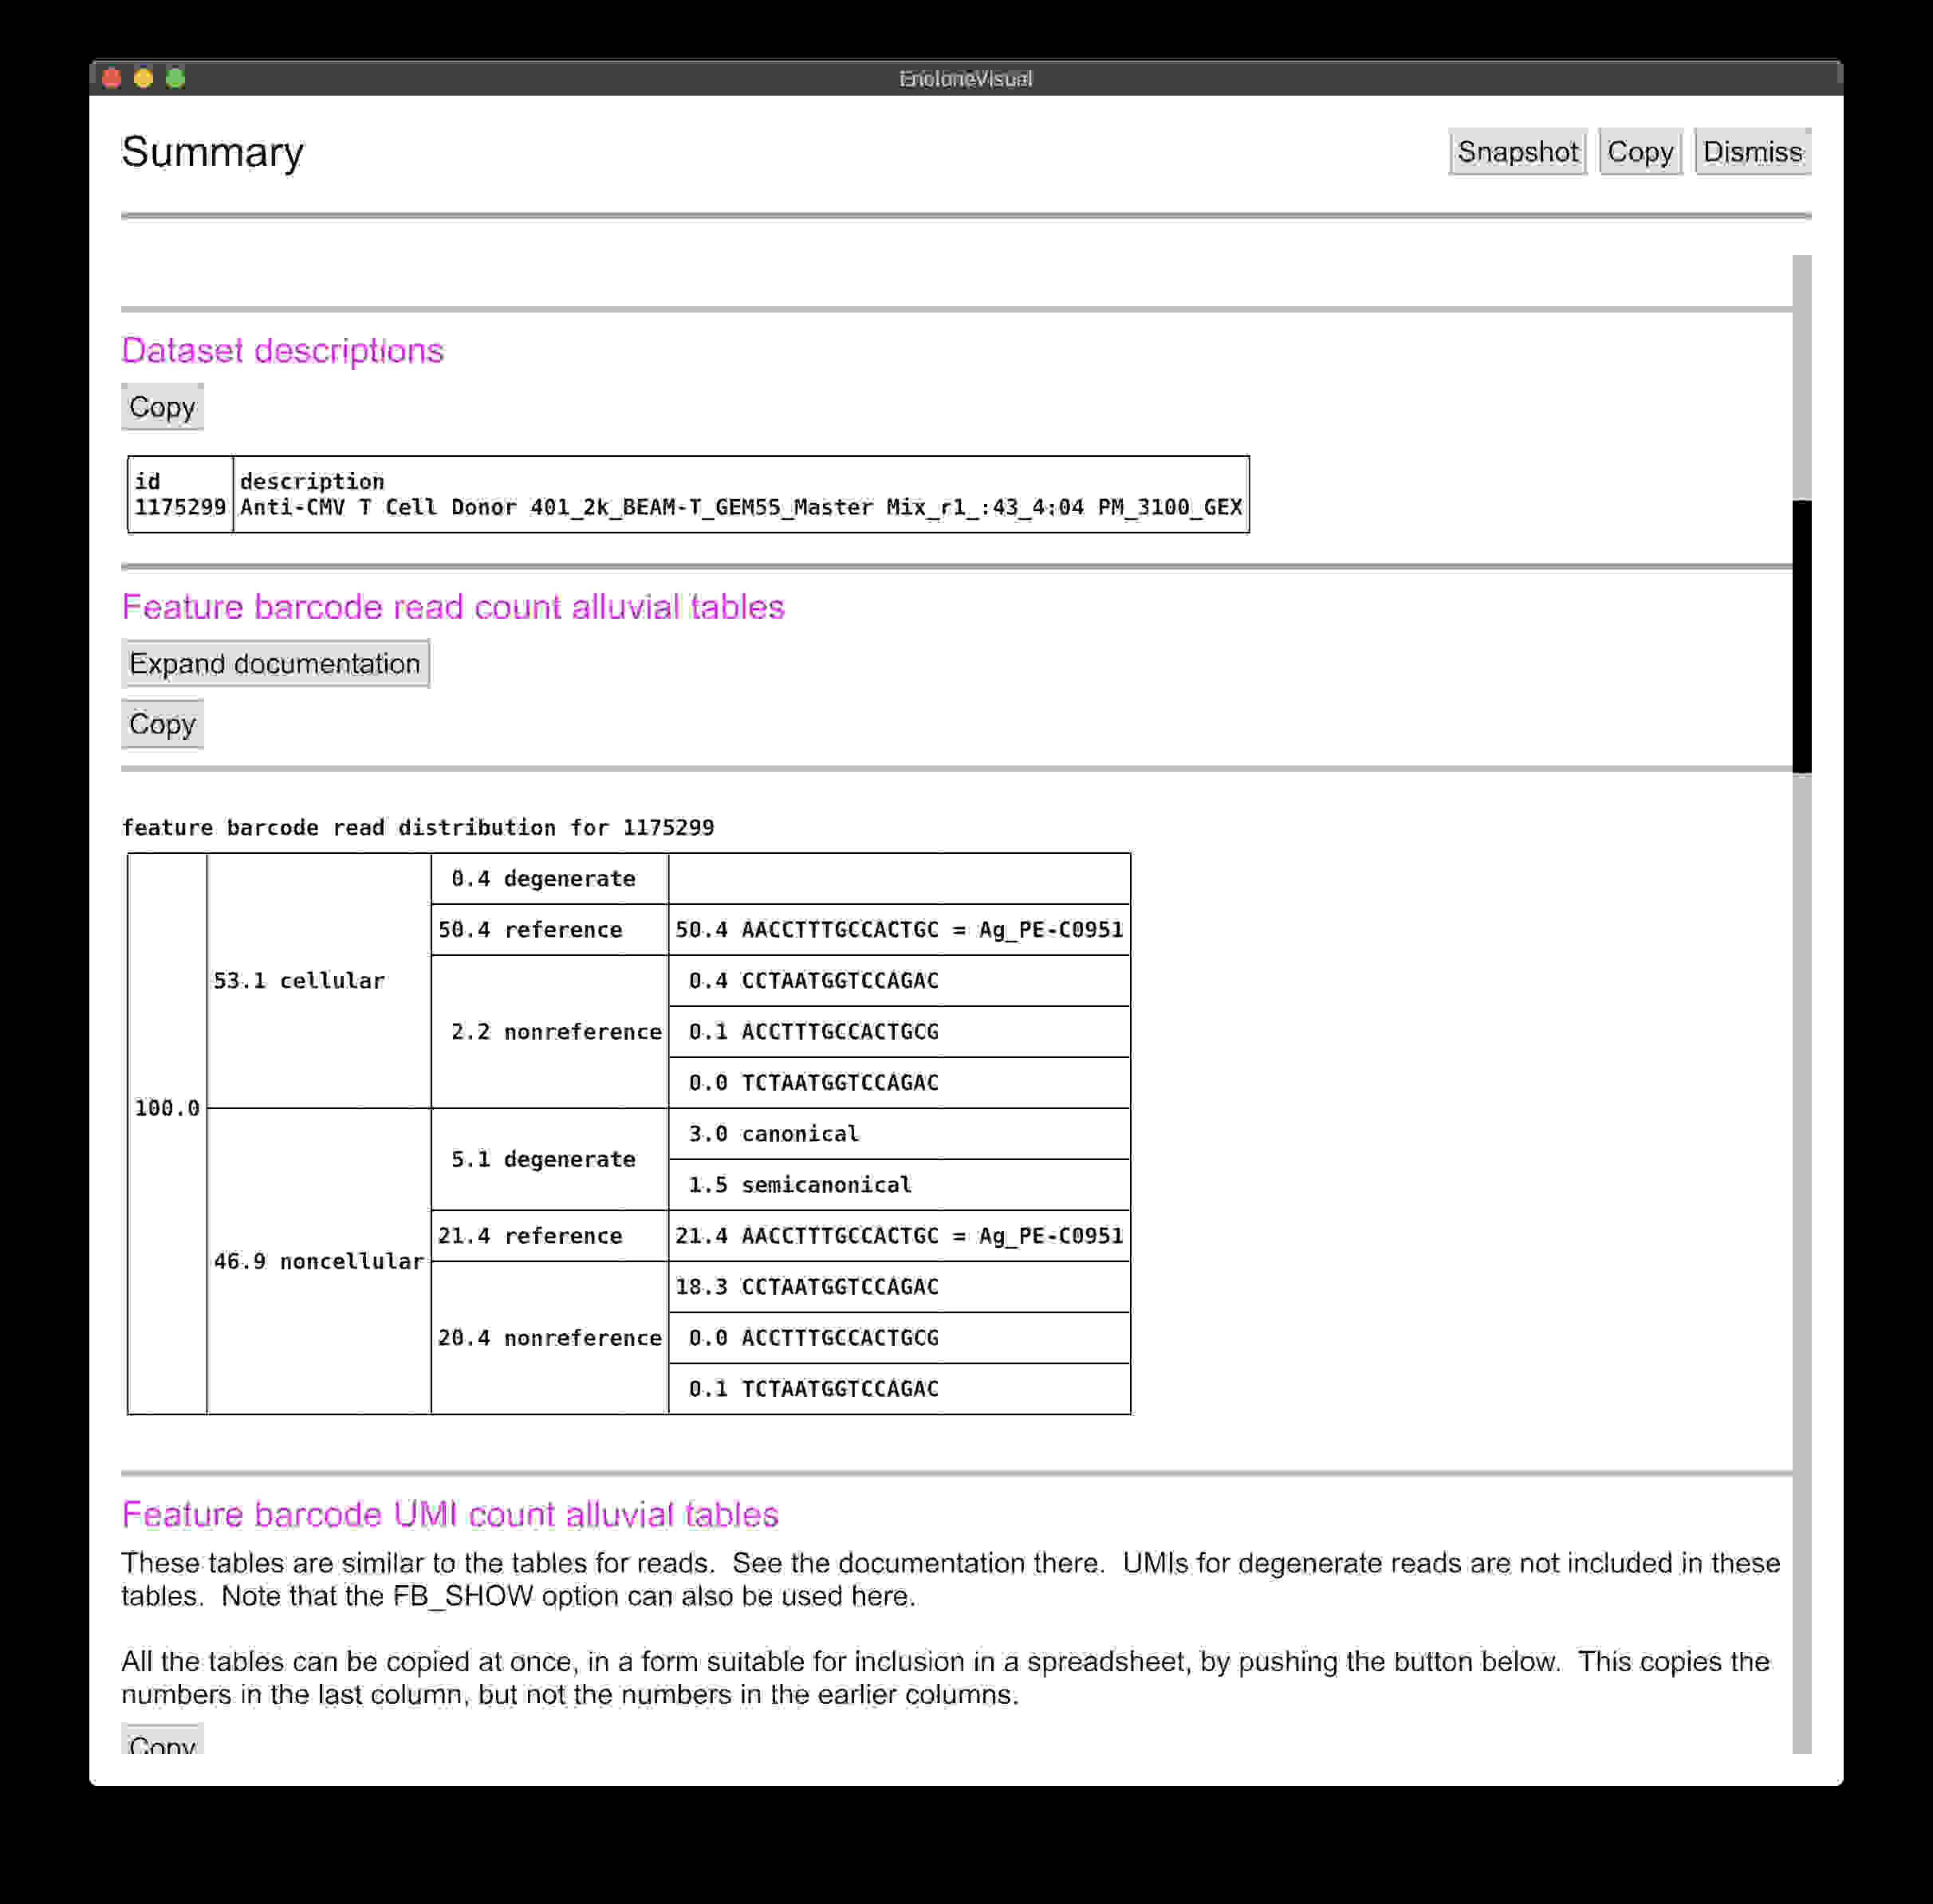 EncloneVisual
Summary
Snapshot Copy Dismiss
Dataset descriptions
Copy
id description
1175299 Anti-CMV T Cell Donor 401_2k_BEAM-T_GEM55_Master Mix_r1_:43_4:04 PM_3100_GEX
Feature barcode read count alluvial tables
Expand documentation
Copy
feature barcode read distribution for 1175299
0.4 degenerate
50.4 reference 50.4 AACCTTTGCCACTGC = Ag_PE-C0951
53.1 cellular 0.4 CCTAATGGTCCAGAC
2.2 nonreference 0.1 ACCTTTGCCACTGCG
0.0 TCTAATGGTCCAGAC
100.0
3.0 canonical
5.1 degenerate
1.5 semicanonical
21.4 reference 21.4 AACCTTTGCCACTGC = Ag_PE-C0951
46.9 noncellular
18.3 CCTAATGGTCCAGAC
20.4 nonreference 0.0 ACCTTTGCCACTGCG
0.1 TCTAATGGTCCAGAC
Feature barcode UMI count alluvial tables
These tables are similar to the tables for reads. See the documentation there. UMIs for degenerate reads are not included in these
tables. Note that the FB_SHOW option can also be used here.
All the tables can be copied at once, in a form suitable for inclusion in a spreadsheet, by pushing the button below. This copies the
numbers in the last column, but not the numbers in the earlier columns.
Copy